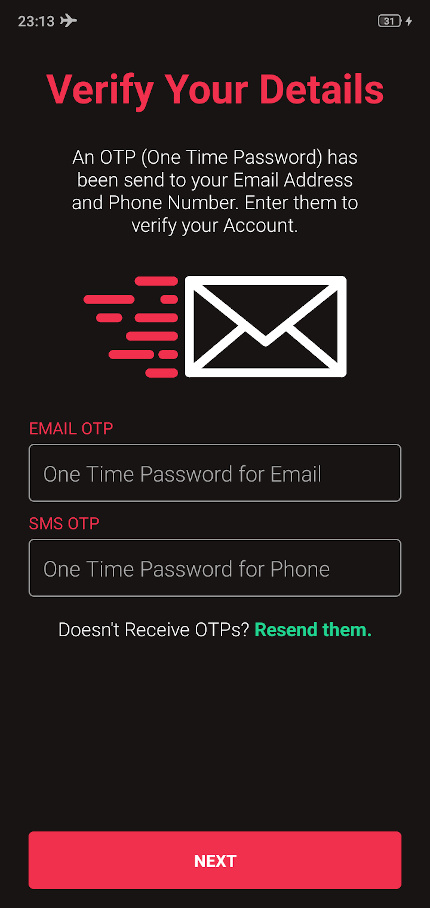 23:13
31
Verify Your Details
An OTP (One Time Password) has
been send to your Email Address
and Phone Number. Enter them to
verify your Account.
EMAIL OTP
One Time Password for Email
SMS OTP
One Time Password for Phone
Doesn't Receive OTPs? Resend them.
NEXT